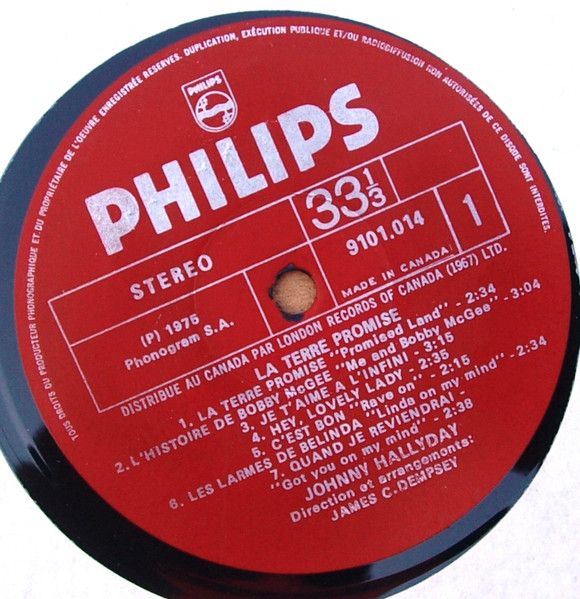 TOUS DROITS DU PRODUCTEUR PHONOGRAPHIQUE ET DU PROPRIÉTAIRE DE L'OEUVRE ENREGISTRÉE RESERVES. DUPLICATION, EXÉCUTION PUBLIQUE ET/OU RADIODIFFUSION NON AUTORISÉES DE CE DISQUE SONT INTERDITES.
PHILIPS
PHILIPS
33 1/3
STEREO
9101.014
1
(P) 1975
Phonogram S.A.
MADE IN CANADA
DISTRIBUE AU CANADA PAR LONDON RECORDS OF CANADA (1967) LTD.
LA TERRE PROMISE
1. LA TERRE PROMISE "Promised Land" - 2:34
2. L'HISTOIRE DE BOBBY McGEE "Me and Bobby McGee" - 3:04
3. JE T'AIME A L'INFINI - 3:15
4. HEY, LOVELY LADY - 2:35
5. C'EST BON "Rave on" - 2:15
6. LES LARMES DE BELINDA "Linda on my mind" - 2:34
7. QUAND JE REVIENDRAI -
"Got you on my mind" - 2:38
JOHNNY HALLYDAY
Direction et arrangements:
JAMES C. DEMPSEY